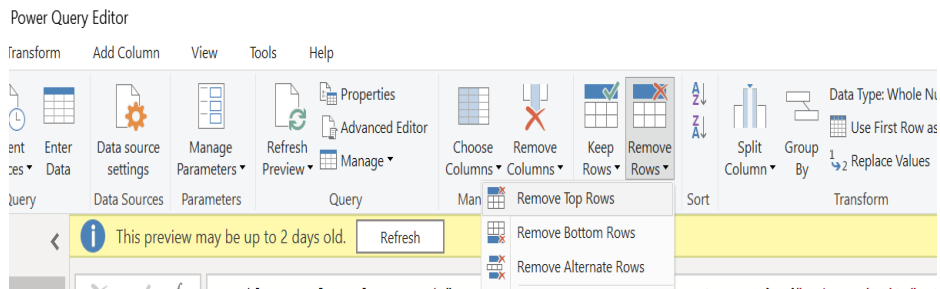 Power Query Editor
Transform Add Column View Tools Help
Properties
Advanced Editor
Manage
Enter Data
Data source settings
Manage Parameters
Refresh Preview
Choose Columns
Remove Columns
Keep Rows
Remove Rows
A
Z
Z
A
Split Column
Group By
Data Type: Whole Nu
Use First Row as
1 2 Replace Values
Query
Data Sources
Parameters
Query
Man
Sort
Transform
Remove Top Rows
Remove Bottom Rows
Remove Alternate Rows
This preview may be up to 2 days old. Refresh